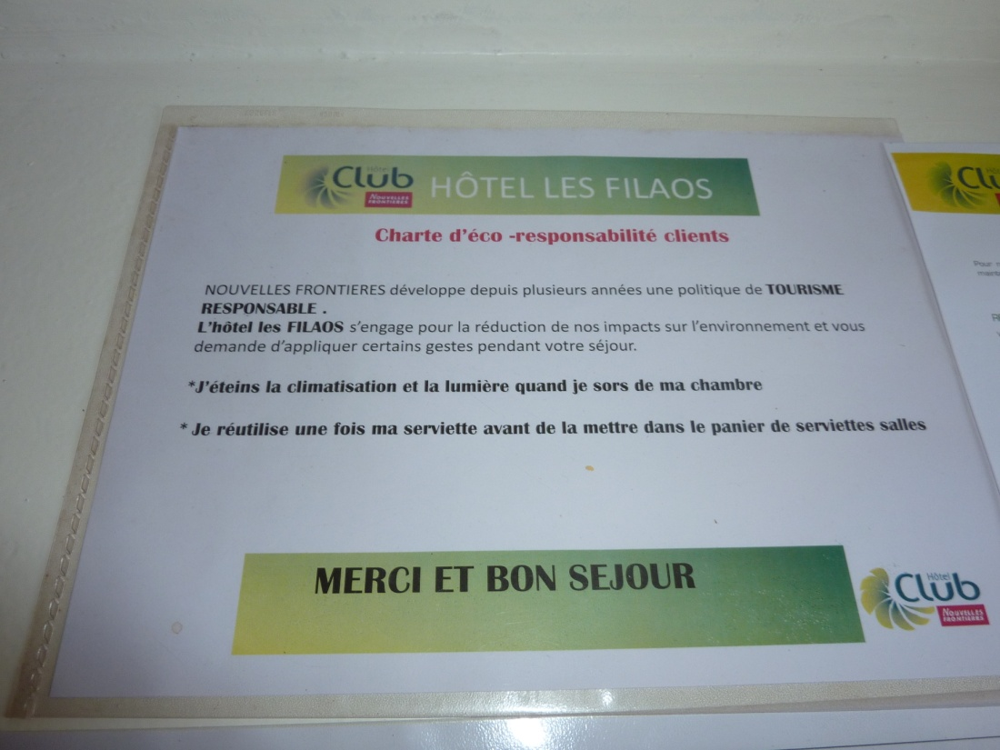 Hôtel
Club
NOUVELLES
FRONTIERES
HÔTEL LES FILAOS
Charte d'éco -responsabilité clients
NOUVELLES FRONTIERES développe depuis plusieurs années une politique de TOURISME
RESPONSABLE .
L'hôtel les FILAOS s'engage pour la réduction de nos impacts sur l'environnement et vous
demande d'appliquer certains gestes pendant votre séjour.
*J'éteins la climatisation et la lumière quand je sors de ma chambre
* Je réutilise une fois ma serviette avant de la mettre dans le panier de serviettes salles
MERCI ET BON SEJOUR
Hôtel
Club
NOUVELLES
FRONTIERES
Pour